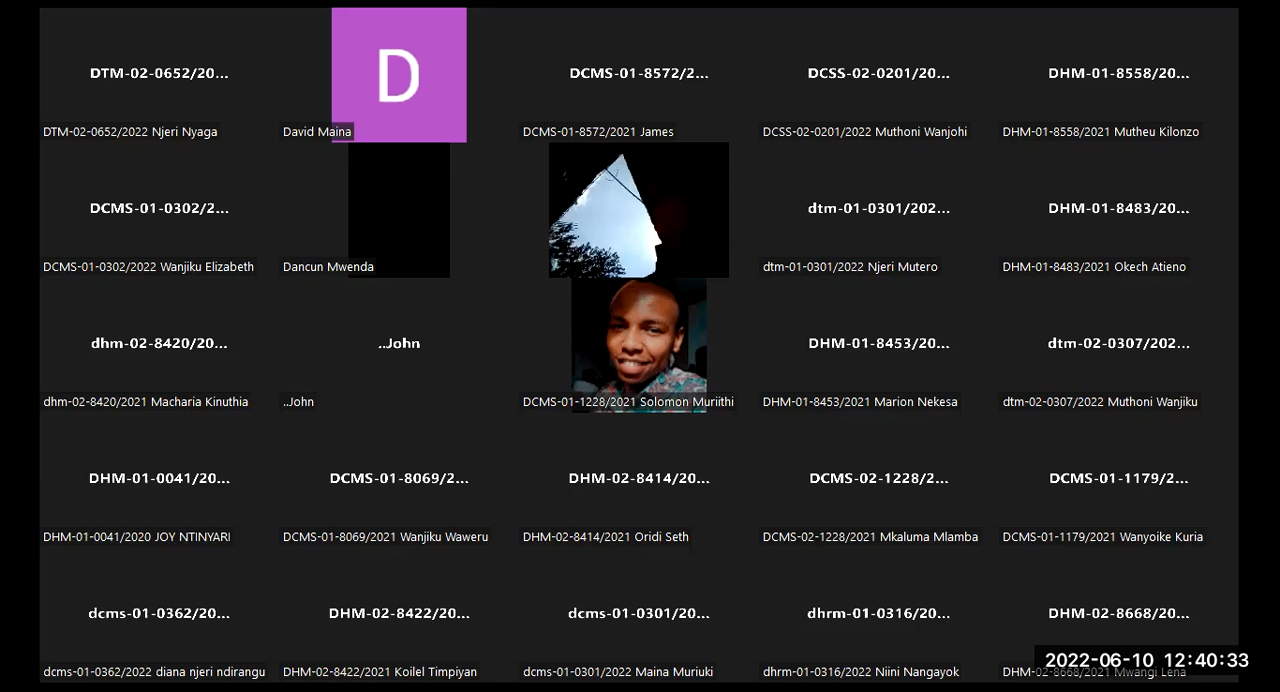 DTM-02-0652/20...
D
DCMS-01-8572/2...
DCSS-02-0201/20...
DHM-01-8558/20...
DTM-02-0652/2022 Njeri Nyaga
David Maina
DCMS-01-8572/2021 James
DCSS-02-0201/2022 Muthoni Wanjohi
DHM-01-8558/2021 Mutheu Kilonzo
DCMS-01-0302/2...
dtm-01-0301/202...
DHM-01-8483/20...
DCMS-01-0302/2022 Wanjiku Elizabeth
Dancun Mwenda
dtm-01-0301/2022 Njeri Mutero
DHM-01-8483/2021 Okech Atieno
dhm-02-8420/20...
..John
DHM-01-8453/20...
dtm-02-0307/202...
dhm-02-8420/2021 Macharia Kinuthia
..John
DCMS-01-1228/2021 Solomon Muriithi
DHM-01-8453/2021 Marion Nekesa
dtm-02-0307/2022 Muthoni Wanjiku
DHM-01-0041/20...
DCMS-01-8069/2...
DHM-02-8414/20...
DCMS-02-1228/2...
DCMS-01-1179/2...
DHM-01-0041/2020 JOY NTINYARI
DCMS-01-8069/2021 Wanjiku Waweru
DHM-02-8414/2021 Oridi Seth
DCMS-02-1228/2021 Mkaluma Mlamba
DCMS-01-1179/2021 Wanyoike Kuria
dcms-01-0362/20...
DHM-02-8422/20...
dcms-01-0301/20...
dhrm-01-0316/20...
DHM-02-8668/20...
dcms-01-0362/2022 diana njeri ndirangu
DHM-02-8422/2021 Koilel Timpiyan
dcms-01-0301/2022 Maina Muriuki
dhrm-01-0316/2022 Niini Nangayok
DHM-02-8668/2021 Mwangi Lena
2022-06-10 12:40:33